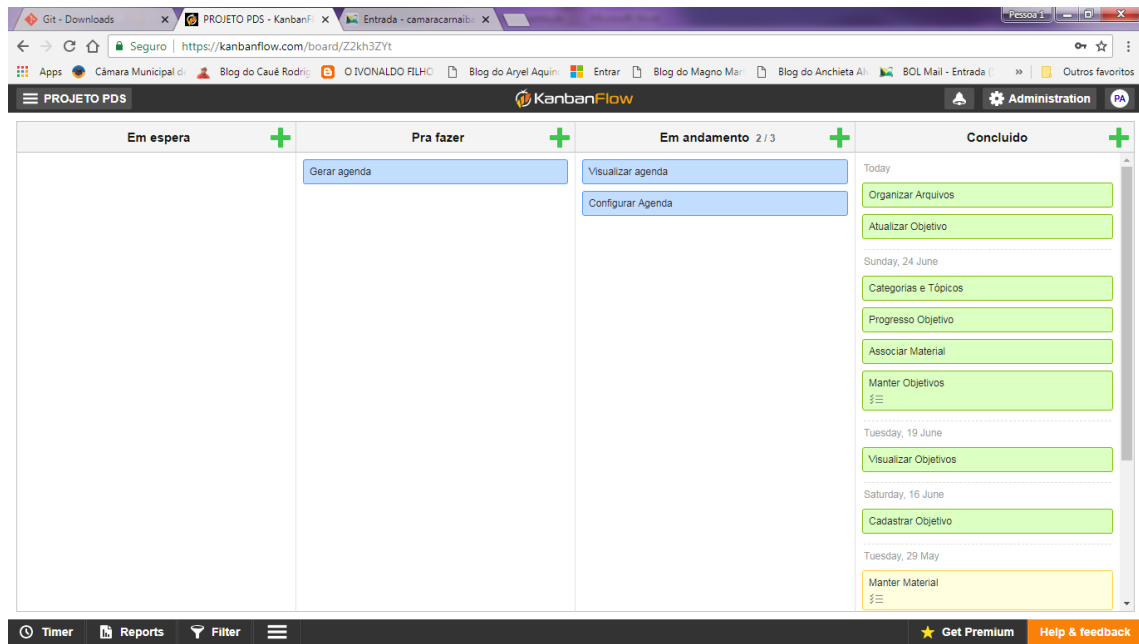 Git - Downloads
PROJETO PDS - KanbanFl
Entrada - camaracarnaiba
Pessoa 1
Seguro
https://kanbanflow.com/board/Z2kh3ZYt
Apps
Câmara Municipal de
Blog do Cauê Rodrig
O IVONALDO FILHO
Blog do Aryel Aquino
Entrar
Blog do Magno Mar
Blog do Anchieta Al
BOL Mail - Entrada (
»
Outros favoritos
PROJETO PDS
KanbanFlow
Administration
PA
Em espera
Pra fazer
Em andamento 2 / 3
Concluido
Gerar agenda
Visualizar agenda
Configurar Agenda
Today
Organizar Arquivos
Atualizar Objetivo
Sunday, 24 June
Categorias e Tópicos
Progresso Objetivo
Associar Material
Manter Objetivos
Tuesday, 19 June
Visualizar Objetivos
Saturday, 16 June
Cadastrar Objetivo
Tuesday, 29 May
Manter Material
Timer
Reports
Filter
Get Premium
Help & feedback